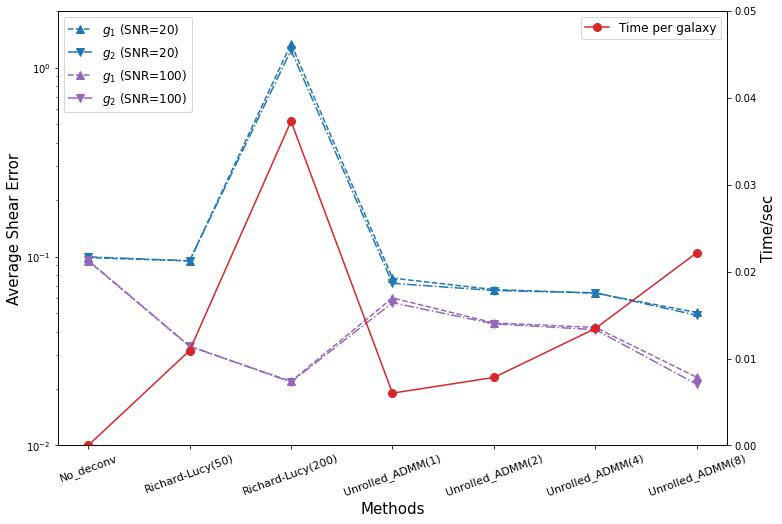 g₁ (SNR=20)
g₂ (SNR=20)
g₁ (SNR=100)
g₂ (SNR=100)
Time per galaxy
Average Shear Error
10⁰
10⁻¹
10⁻²
0.05
0.04
0.03
0.02
0.01
0.00
Time/sec
No_deconv
Richard-Lucy(50)
Richard-Lucy(200)
Unrolled_ADMM(1)
Unrolled_ADMM(2)
Unrolled_ADMM(4)
Unrolled_ADMM(8)
Methods